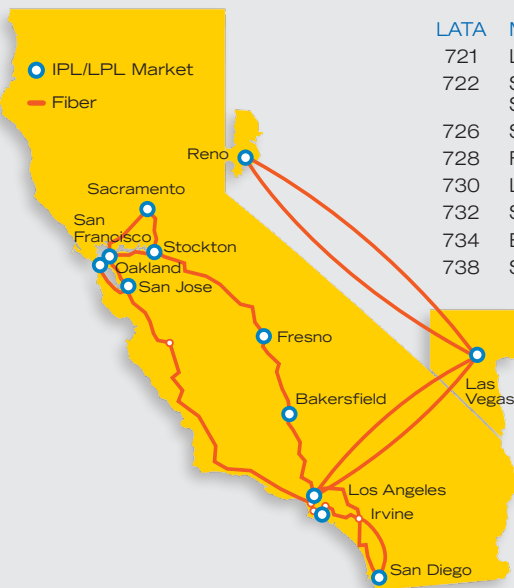 IPL/LPL Market
Fiber
LATA
721
722
726
728
730
732
734
738
Reno
Sacramento
San
Francisco
Stockton
Oakland
San Jose
Fresno
Bakersfield
Las
Vegas
Los Angeles
Irvine
San Diego